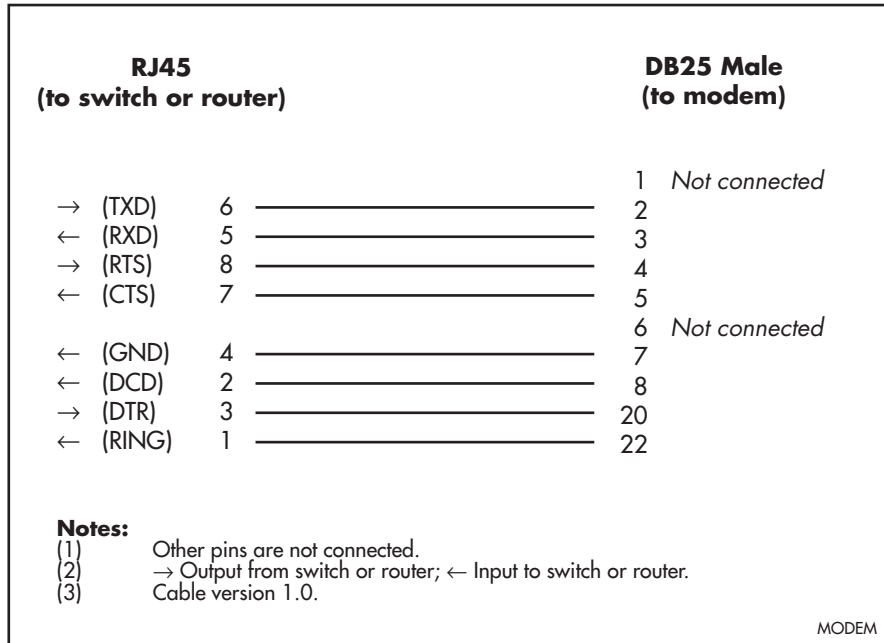 RJ45 DB25 Male
(to switch or router) (to modem)
1 Not connected
→ (TXD) 6 2
← (RXD) 5 3
→ (RTS) 8 4
← (CTS) 7 5
6 Not connected
← (GND) 4 7
← (DCD) 2 8
→ (DTR) 3 20
← (RING) 1 22
Notes:
(1) Other pins are not connected.
(2) → Output from switch or router; ← Input to switch or router.
(3) Cable version 1.0.
MODEM